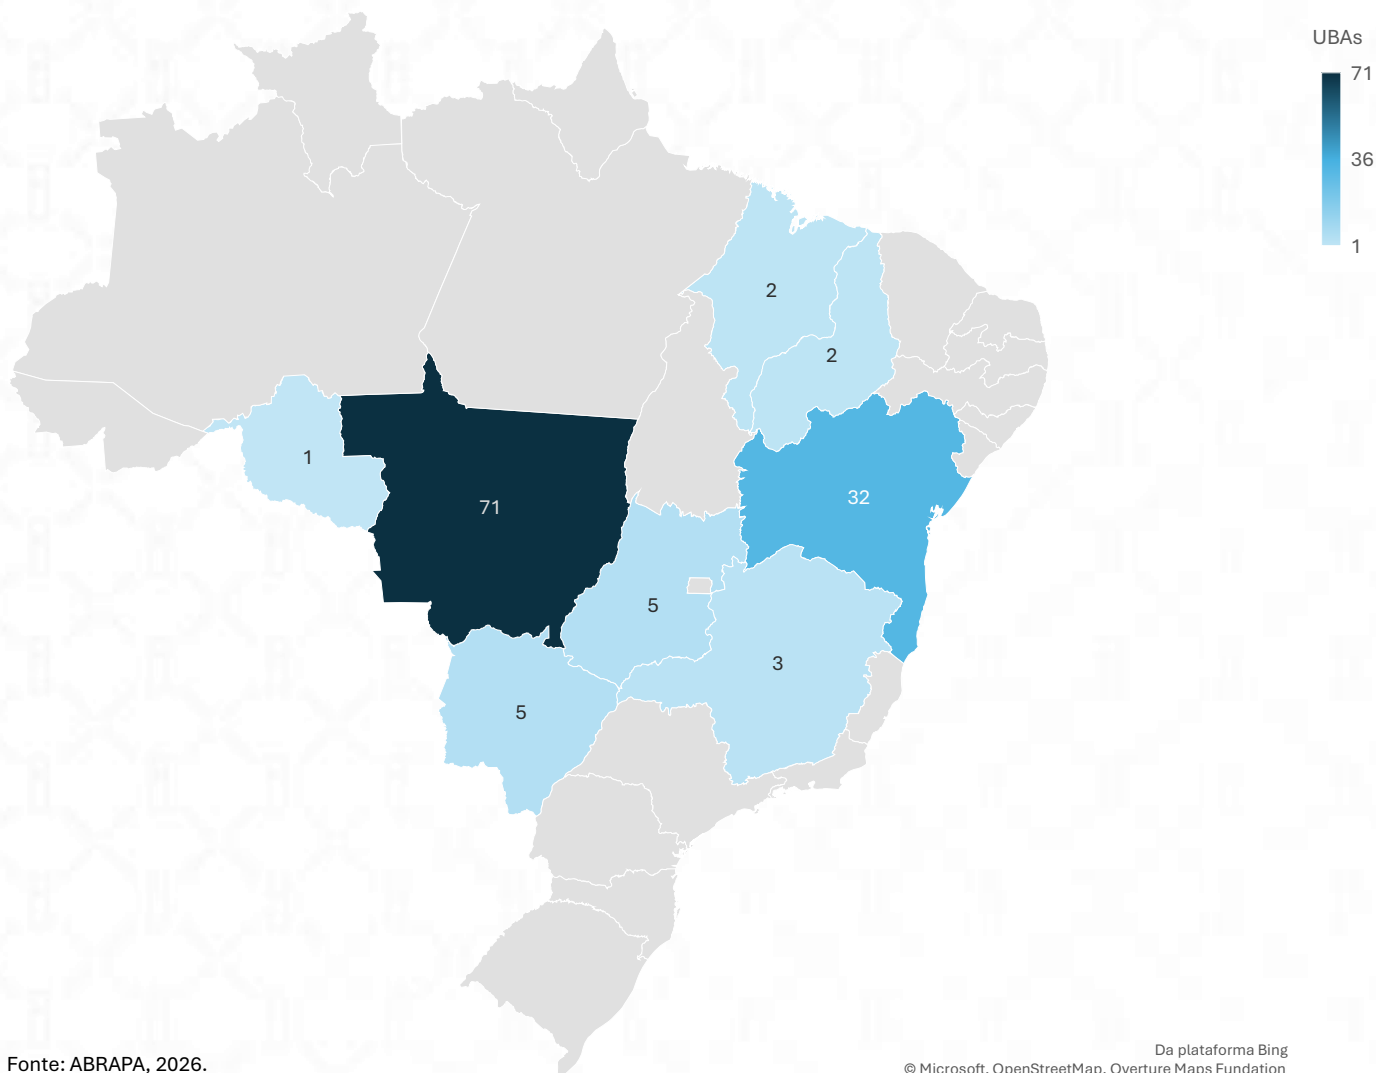 UBAs
71
36
1
2
2
1
71
32
5
3
5
Fonte: ABRAPA, 2026.
Da plataforma Bing
© Microsoft, OpenStreetMap, Overture Maps Fundation